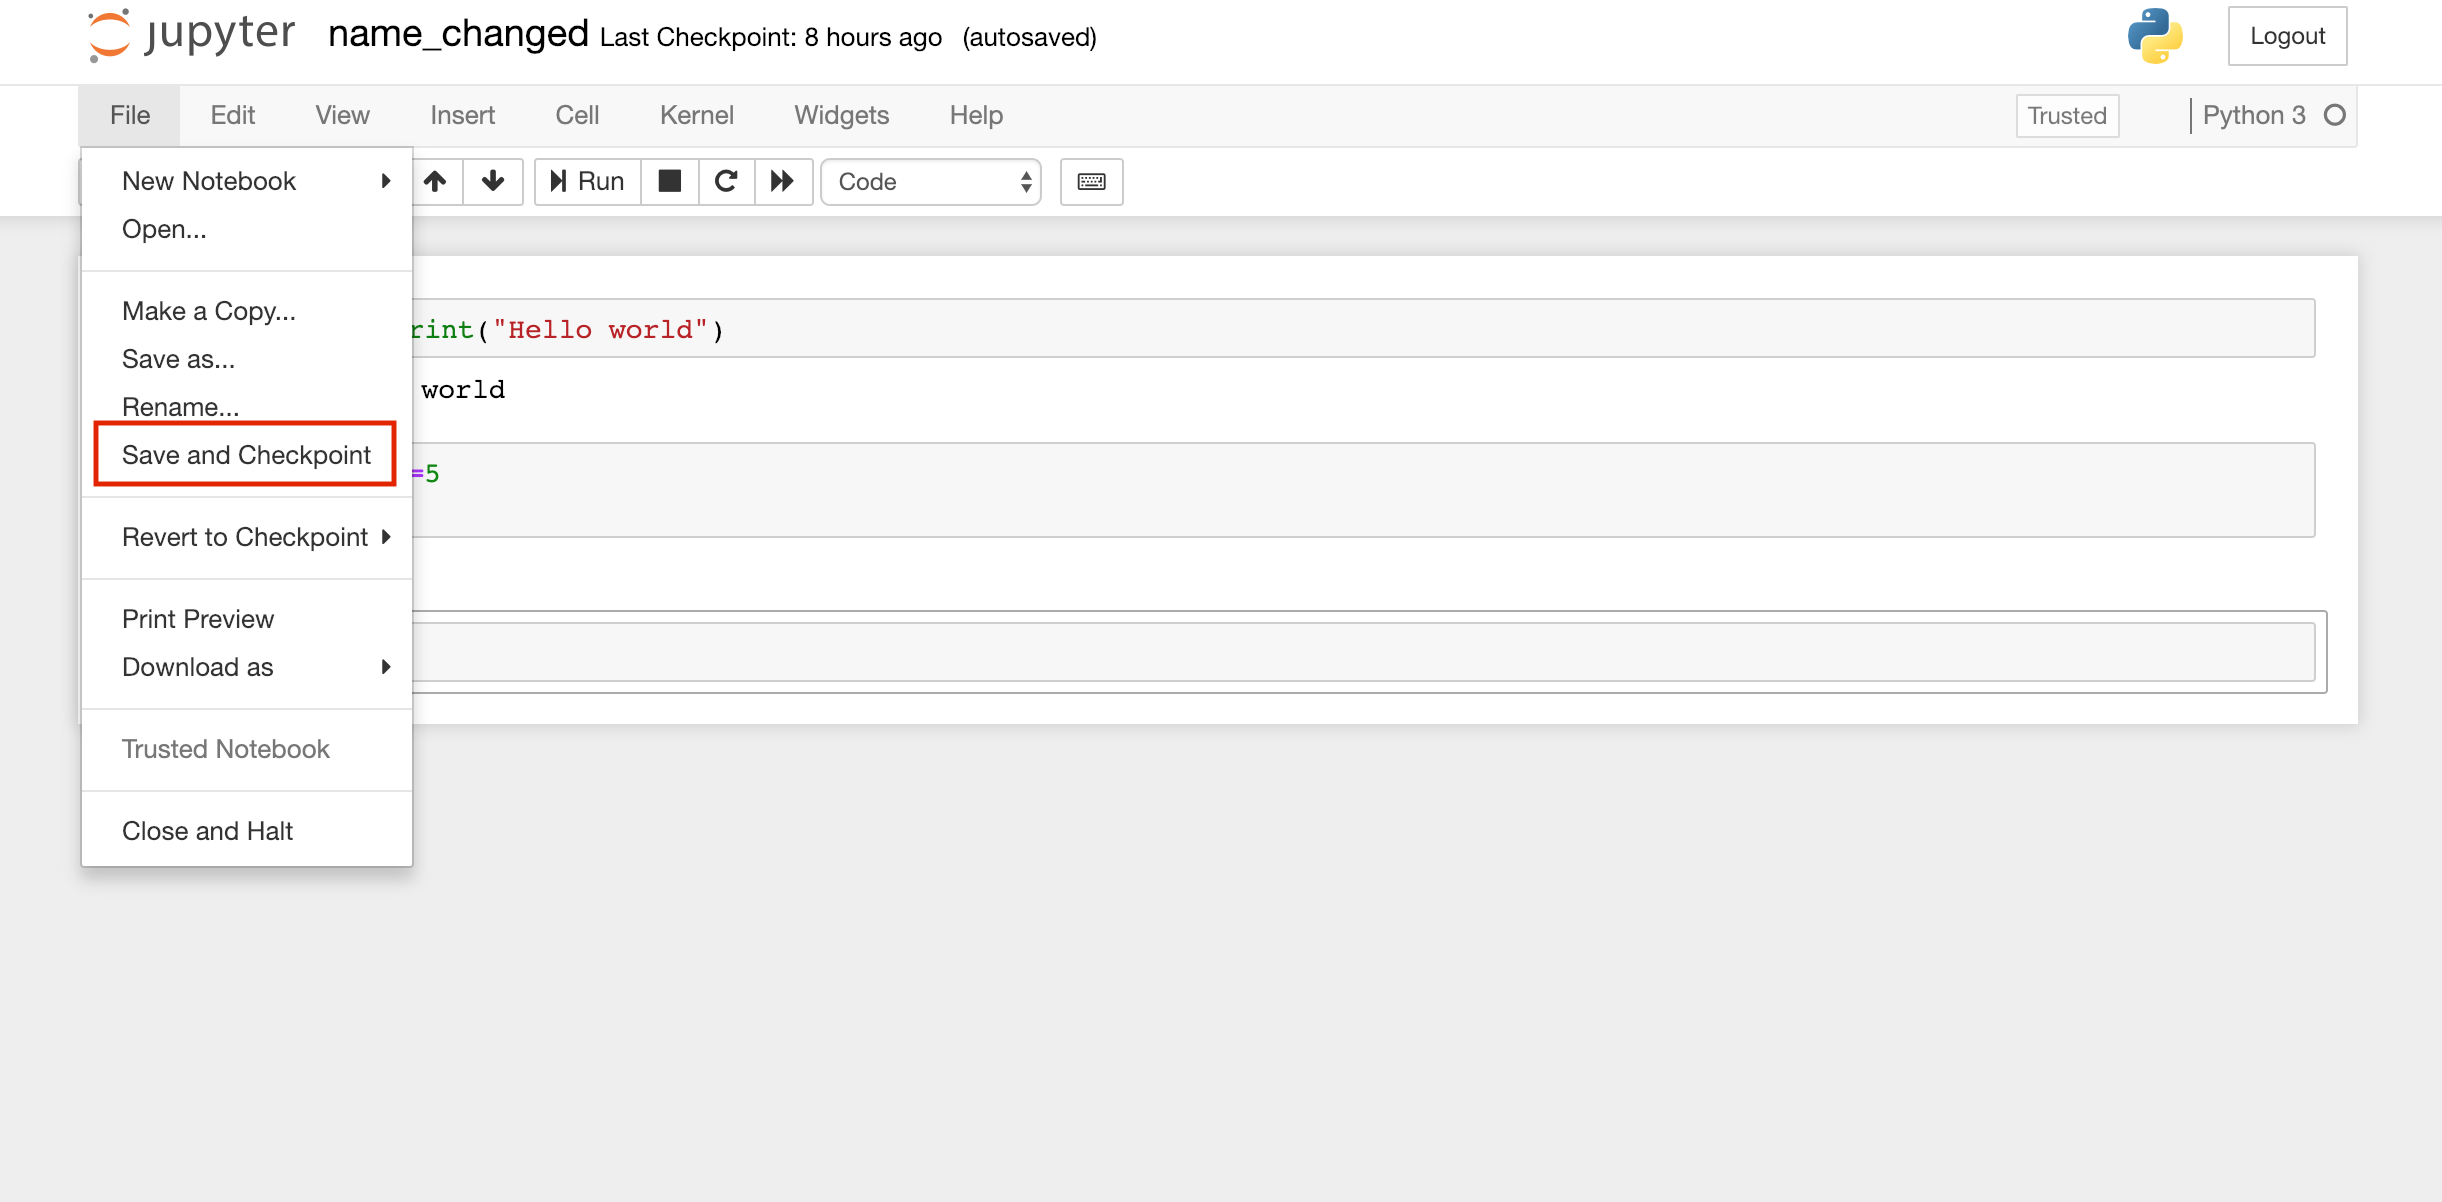 jupyter name_changed Last Checkpoint: 8 hours ago (autosaved)
Logout
File Edit View Insert Cell Kernel Widgets Help
Trusted
Python 3
New Notebook
Run
Code
Open...
Make a Copy...
rint("Hello world")
Save as...
world
Rename...
Save and Checkpoint
=5
Revert to Checkpoint
Print Preview
Download as
Trusted Notebook
Close and Halt